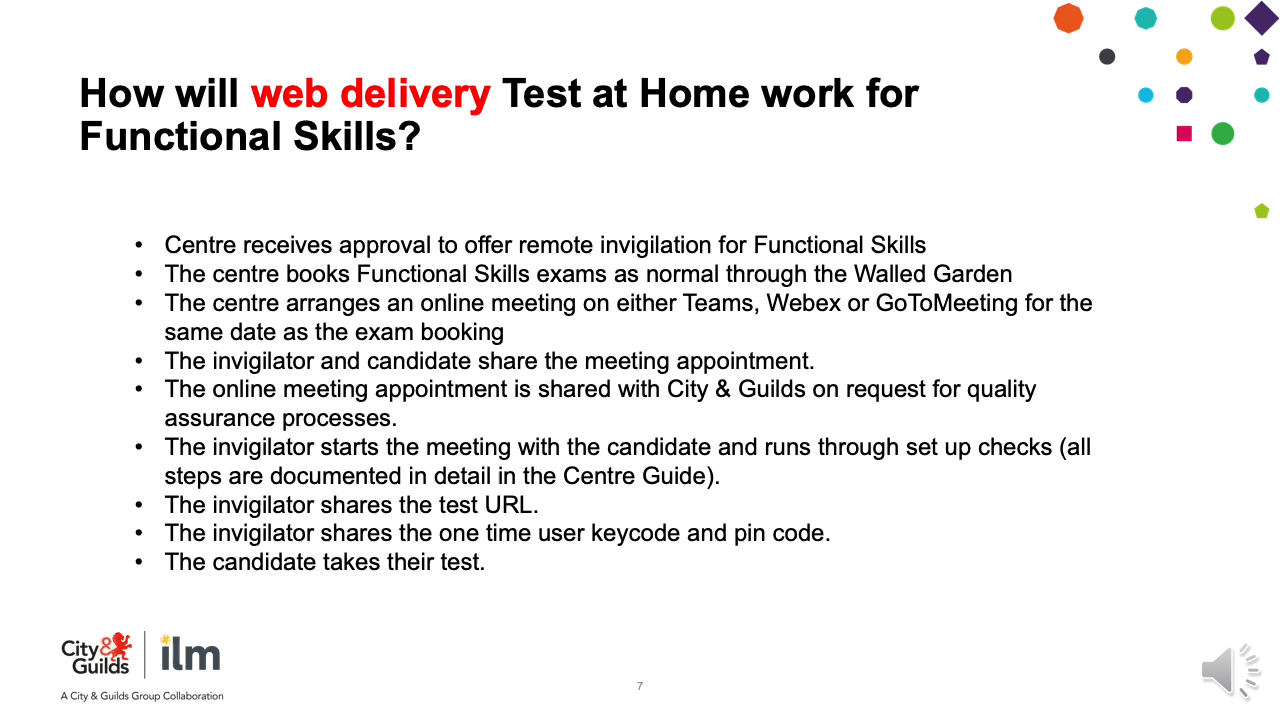 How will web delivery Test at Home work for
Functional Skills?
• Centre receives approval to offer remote invigilation for Functional Skills
• The centre books Functional Skills exams as normal through the Walled Garden
• The centre arranges an online meeting on either Teams, Webex or GoToMeeting for the
same date as the exam booking
• The invigilator and candidate share the meeting appointment.
• The online meeting appointment is shared with City & Guilds on request for quality
assurance processes.
• The invigilator starts the meeting with the candidate and runs through set up checks (all
steps are documented in detail in the Centre Guide).
• The invigilator shares the test URL.
• The invigilator shares the one time user keycode and pin code.
• The candidate takes their test.
City &
Guilds
ilm
A City & Guilds Group Collaboration
7